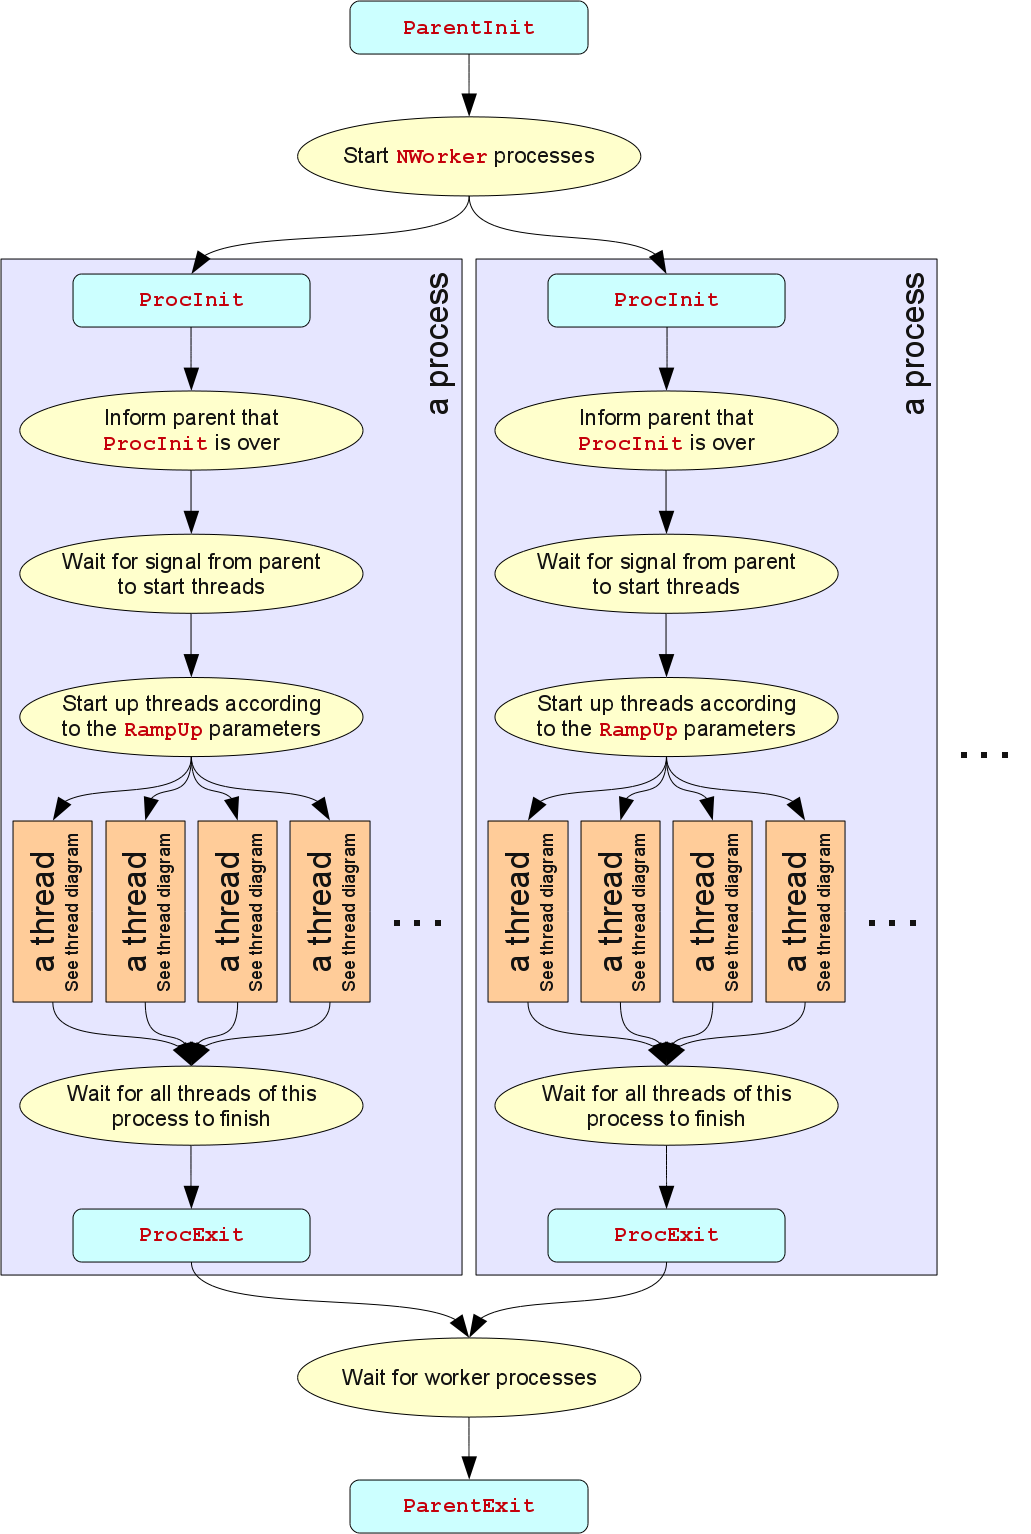 ParentInit
Start NWorker processes
a process
ProcInit
Inform parent that
ProcInit is over
Wait for signal from parent
to start threads
Start up threads according
to the RampUp parameters
a thread
See thread diagram
a thread
See thread diagram
a thread
See thread diagram
a thread
See thread diagram
...
Wait for all threads of this
process to finish
ProcExit
a process
ProcInit
Inform parent that
ProcInit is over
Wait for signal from parent
to start threads
Start up threads according
to the RampUp parameters
a thread
See thread diagram
a thread
See thread diagram
a thread
See thread diagram
a thread
See thread diagram
...
Wait for all threads of this
process to finish
ProcExit
...
Wait for worker processes
ParentExit